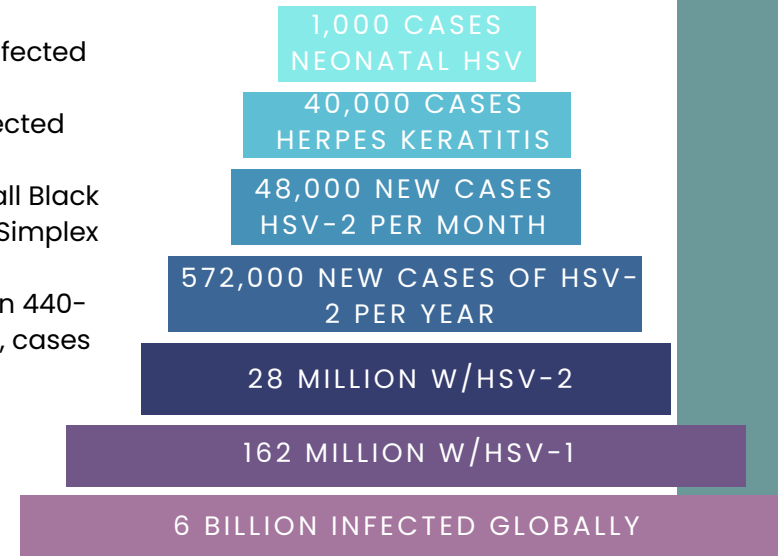 fected
ected
all Black
Simplex
n 440-
, cases
1,000 CASES
NEONATAL HSV
40,000 CASES
HERPES KERATITIS
48,000 NEW CASES
HSV-2 PER MONTH
572,000 NEW CASES OF HSV-
2 PER YEAR
28 MILLION W/HSV-2
162 MILLION W/HSV-1
6 BILLION INFECTED GLOBALLY